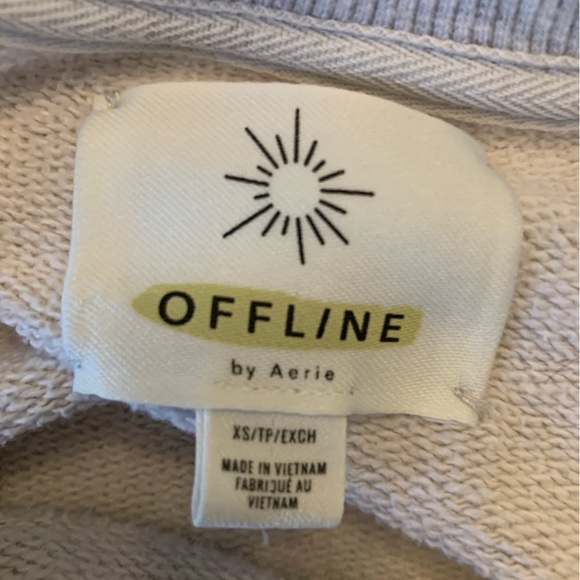 OFFLINE
by Aerie
XS/TP/EXCH
MADE IN VIETNAM
FABRIQUÉ AU
VIETNAM